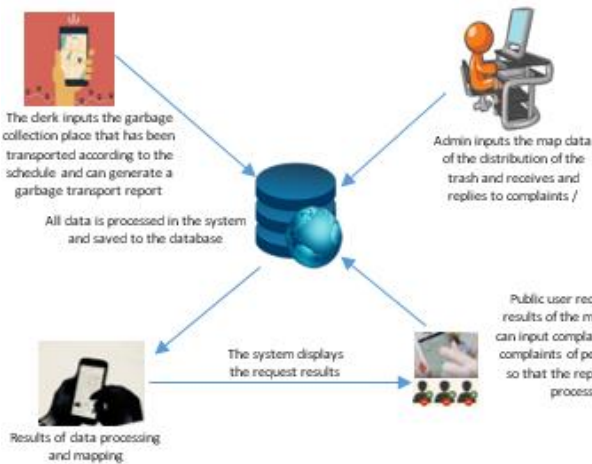 The clerk inputs the garbage
collection place that has been
transported according to the
schedule and can generate a
garbage transport report
Admin inputs the map data
of the distribution of the
trash and receives and
replies to complaints /
All data is processed in the system
and saved to the database
Public user
results of the
can input
complaints of
so that the
The system displays
the request results
Results of data processing
and mapping